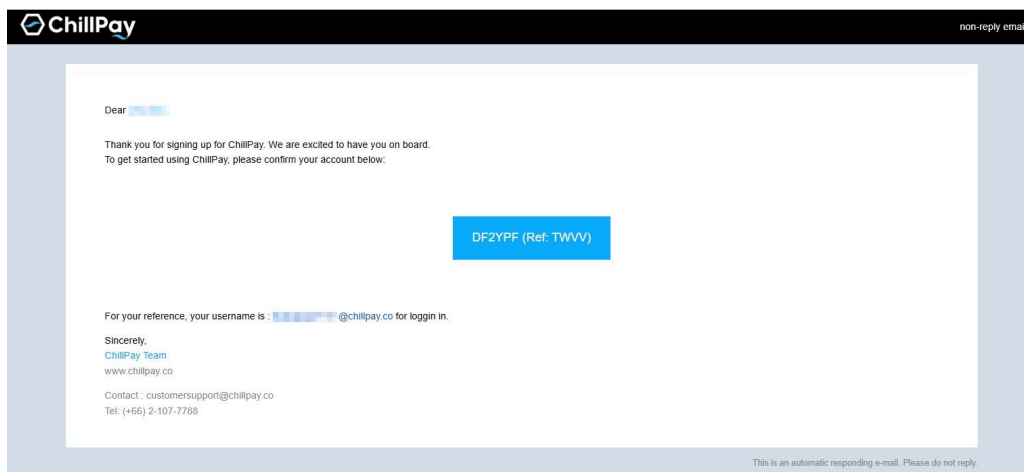 ChillPay
non-reply email
Dear
Thank you for signing up for ChillPay. We are excited to have you on board.
To get started using ChillPay, please confirm your account below:
DF2YPF (Ref: TWVV)
For your reference, your username is : @chillpay.co for loggin in.
Sincerely,
ChillPay Team
www.chillpay.co
Contact : customersupport@chillpay.co
Tel: (+66) 2-107-7788
This is an automatic responding e-mail. Please do not reply.